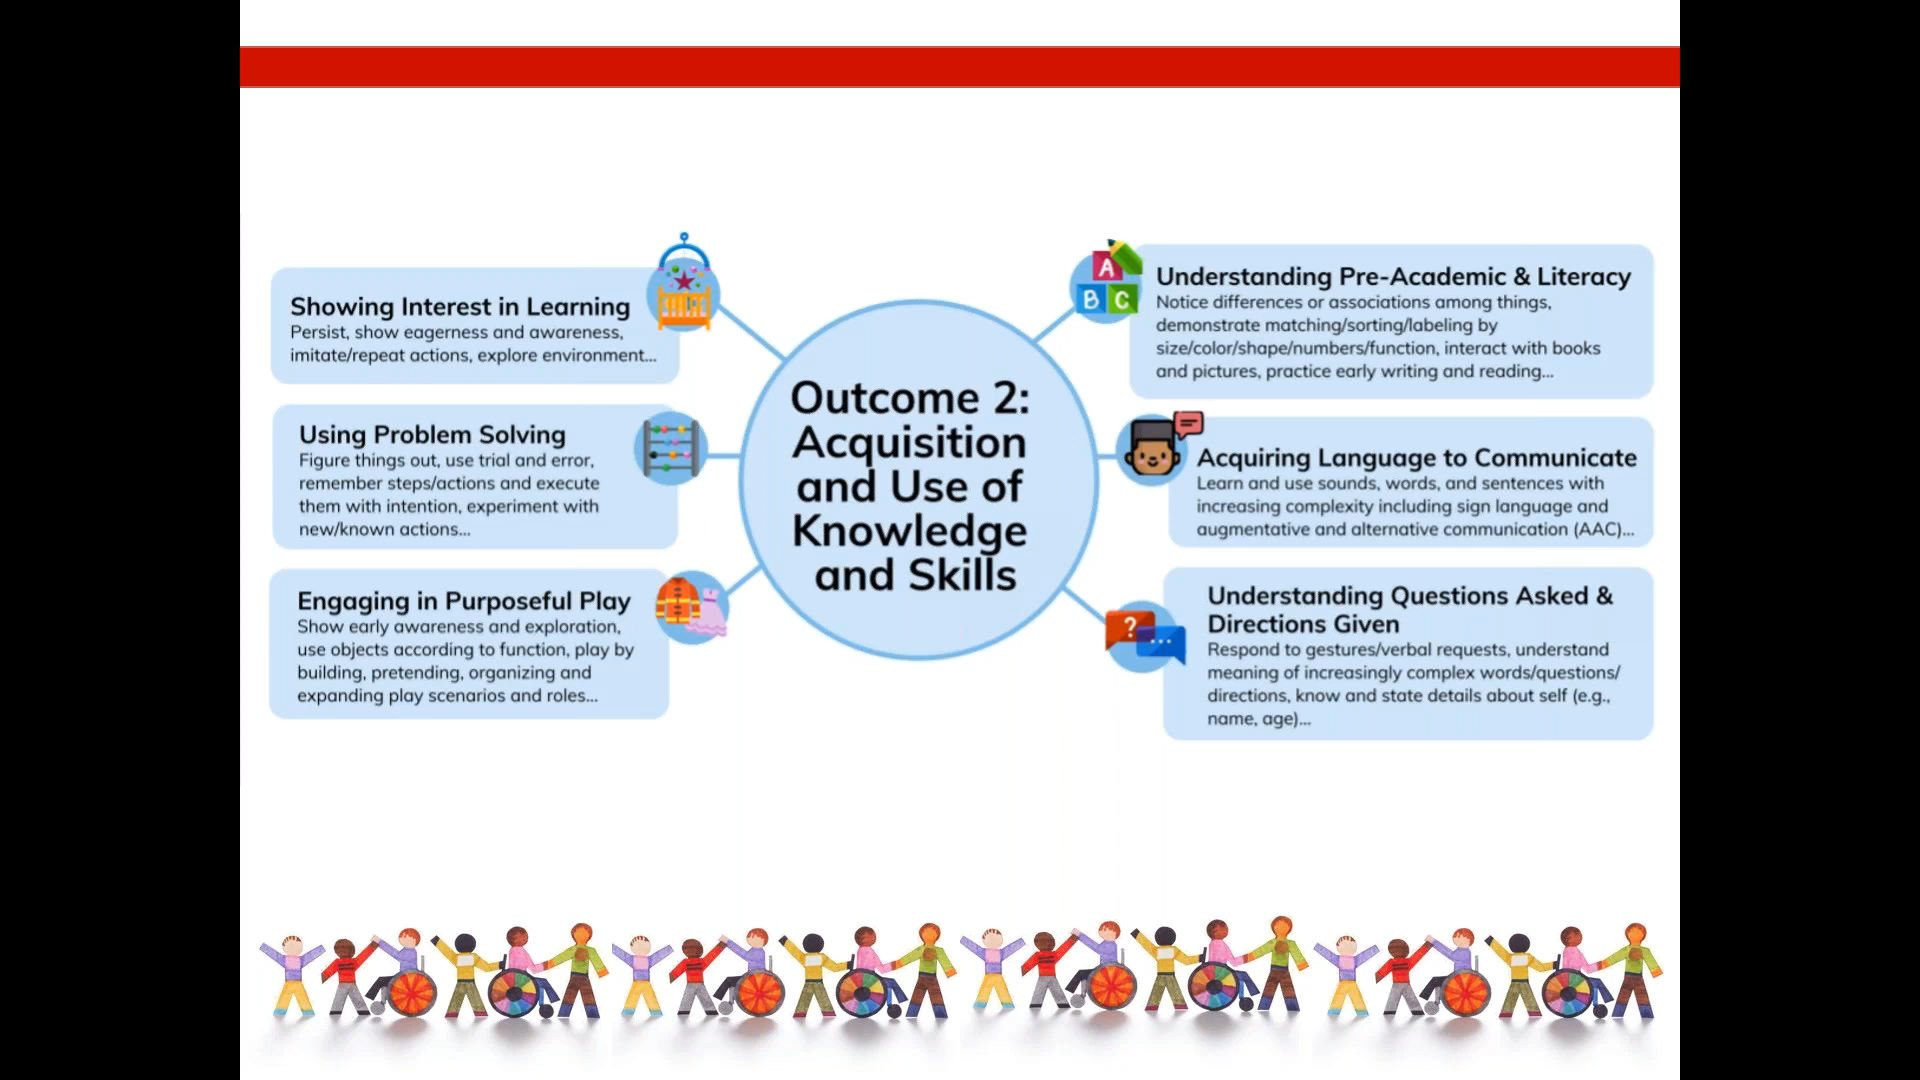 Showing Interest in Learning
Persist, show eagerness and awareness,
imitate/repeat actions, explore environment...
Using Problem Solving
Figure things out, use trial and error,
remember steps/actions and execute
them with intention, experiment with
new/known actions...
Engaging in Purposeful Play
Show early awareness and exploration,
use objects according to function, play by
building, pretending, organizing and
expanding play scenarios and roles...
Outcome 2:
Acquisition
and Use of
Knowledge
and Skills
A
B C
Understanding Pre-Academic & Literacy
Notice differences or associations among things,
demonstrate matching/sorting/labeling by
size/color/shape/numbers/function, interact with books
and pictures, practice early writing and reading...
Acquiring Language to Communicate
Learn and use sounds, words, and sentences with
increasing complexity including sign language and
augmentative and alternative communication (AAC)...
? ...
Understanding Questions Asked &
Directions Given
Respond to gestures/verbal requests, understand
meaning of increasingly complex words/questions/
directions, know and state details about self (e.g.,
name, age)...